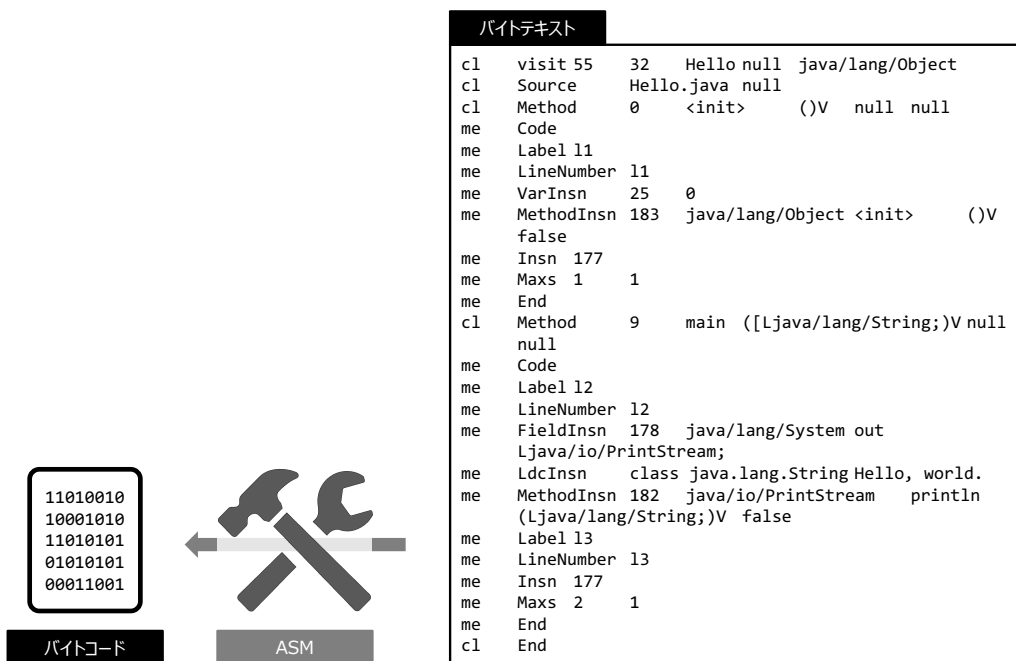 バイトテキスト
cl visit 55 32 Hello null java/lang/Object
cl Source Hello.java null
cl Method 0 <init> ()V null null
me Code
me Label l1
me LineNumber l1
me VarInsn 25 0
me MethodInsn 183 java/lang/Object <init> ()V
false
me Insn 177
me Maxs 1 1
me End
cl Method 9 main ([Ljava/lang/String;)V null
null
me Code
me Label l2
me LineNumber l2
me FieldInsn 178 java/lang/System out
Ljava/io/PrintStream;
me LdcInsn class java.lang.String Hello, world.
me MethodInsn 182 java/io/PrintStream println
(Ljava/lang/String;)V false
me Label l3
me LineNumber l3
me Insn 177
me Maxs 2 1
me End
cl End
11010010
10001010
11010101
01010101
00011001
バイトコード
ASM